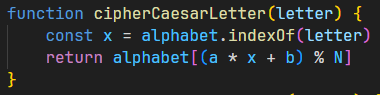 function cipherCaesarLetter(letter) {
    const x = alphabet.indexOf(letter)
    return alphabet[(a * x + b) % N]
}